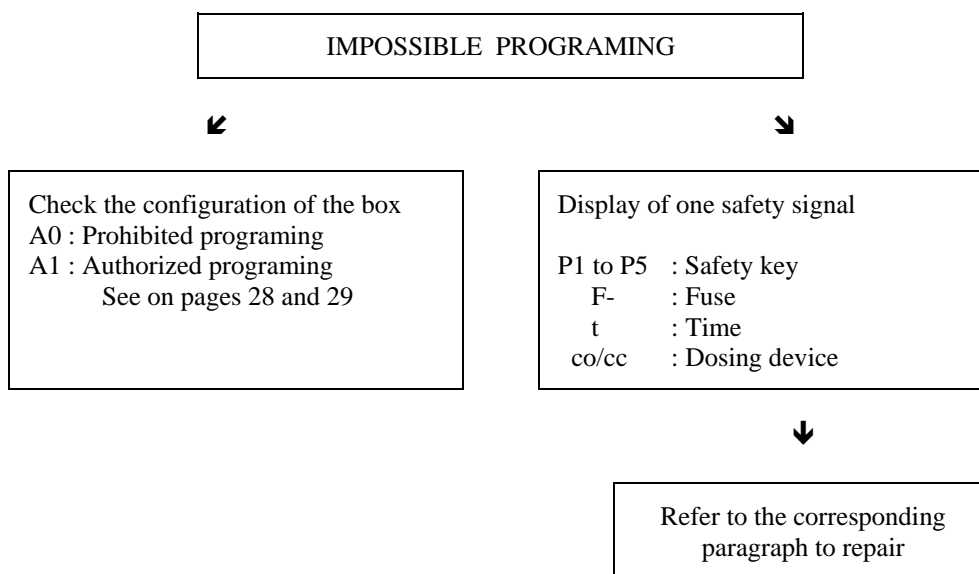 IMPOSSIBLE PROGRAMING
Check the configuration of the box
A0 : Prohibited programing
A1 : Authorized programing
See on pages 28 and 29
Display of one safety signal
P1 to P5 : Safety key
F- : Fuse
t : Time
co/cc : Dosing device
Refer to the corresponding
paragraph to repair